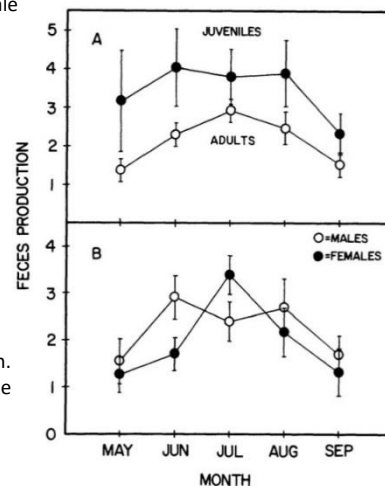 ale
A
JUVENILES
ADULTS
5
4
3
2
1
FECES PRODUCTION
B
○=MALES
●=FEMALES
4
3
2
1
0
n.
e
MAY JUN JUL AUG SEP
MONTH